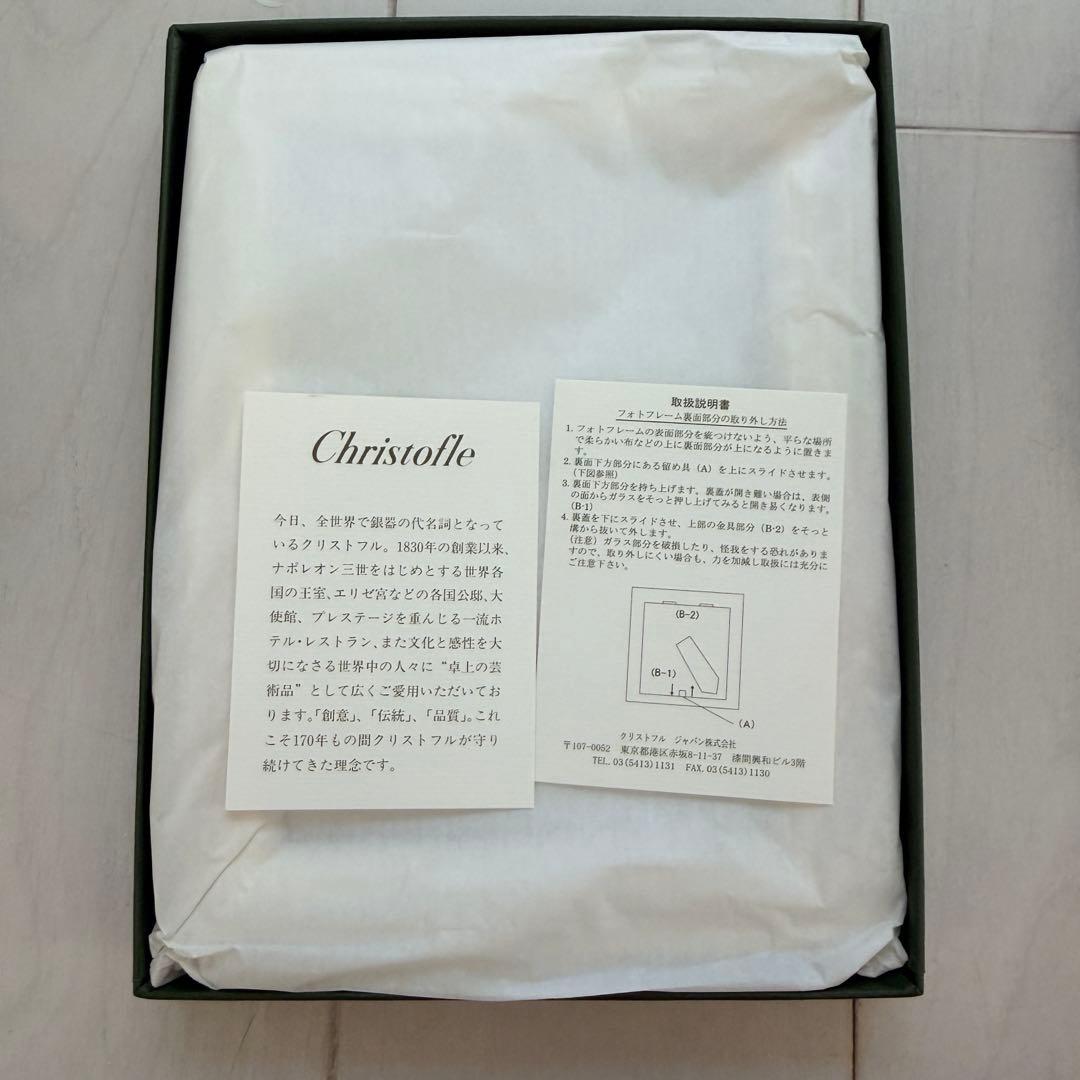 Christofle
今日、全世界で銀器の代名詞となって
いるクリストフル。1830年の創業以来、
ナポレオン三世をはじめとする世界各
国の王室、エリゼ宮などの各国公邸、大
使館、プレステージを重んじる一流ホ
テル・レストラン、また文化と感性を大
切になさる世界中の人々に“卓上の芸
術品”として広くご愛用いただいてお
ります。「創意」、「伝統」、「品質」。これ
こそ170年もの間クリストフルが守り
続けてきた理念です。
取扱説明書
フォトフレーム裏面部分の取り外し方法
1. フォトフレームの表面部分を疵つけないよう、平らな場所
で柔らかい布などの上に裏面部分が上になるように置きま
す。
2. 裏面下方部分にある留め具（A）を上にスライドさせます。
（下図参照）
3. 裏面下方部分を持ち上げます。裏蓋が開き難い場合は、表側
の面からガラスをそっと押し上げてみると開き易くなります。
(B-1)
4. 裏蓋を下にスライドさせ、上部の金具部分（B-2）をそっと
溝から抜いて外します。
（注意）ガラス部分を破損したり、怪我をする恐れがありま
すので、取り外しにくい場合も、力を加減し取扱には充分に
ご注意下さい。
(B-2)
(B-1)
(A)
クリストフル ジャパン株式会社
〒107-0052 東京都港区赤坂8-11-37 漆間興和ビル3階
TEL. 03(5413)1131 FAX. 03(5413)1130